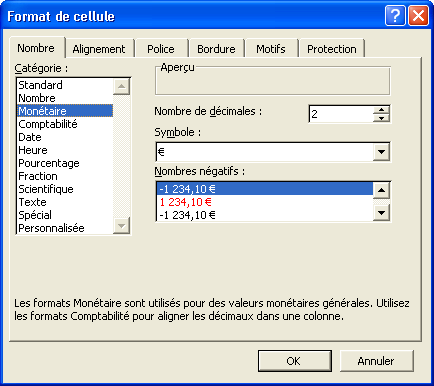 Format de cellule
Nombre Alignement Police Bordure Motifs Protection
Catégorie :
Standard
Nombre
Monétaire
Comptabilité
Date
Heure
Pourcentage
Fraction
Scientifique
Texte
Spécial
Personnalisée
Aperçu
Nombre de décimales : 2
Symbole :
€
Nombres négatifs :
-1 234,10 €
1 234,10 €
-1 234,10 €
Les formats Monétaire sont utilisés pour des valeurs monétaires générales. Utilisez
les formats Comptabilité pour aligner les décimaux dans une colonne.
OK Annuler